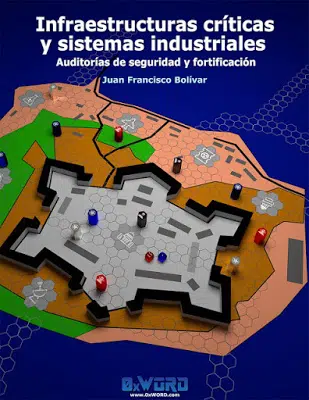 Infraestructuras críticas
y sistemas industriales
Auditorías de seguridad y fortificación
Juan Francisco Bolívar
0xWORD
www.0xWORD.com